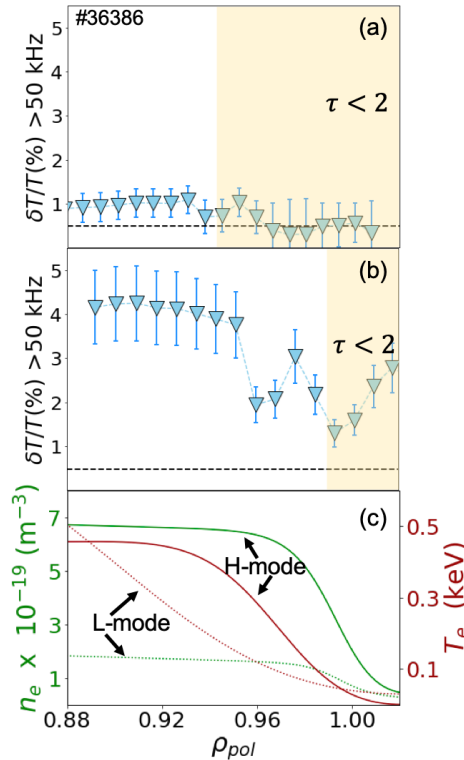 #36386
(a)
τ < 2
δT/T(%) >50 kHz
5
4
3
2
1
(b)
τ < 2
δT/T(%) >50 kHz
5
4
3
2
1
(c)
H-mode
L-mode
n_e x 10^{-19} (m^{-3})
7
5
3
1
0.5
0.3
0.1
T_e (keV)
0.88 0.92 0.96 1.00
ρ_{pol}